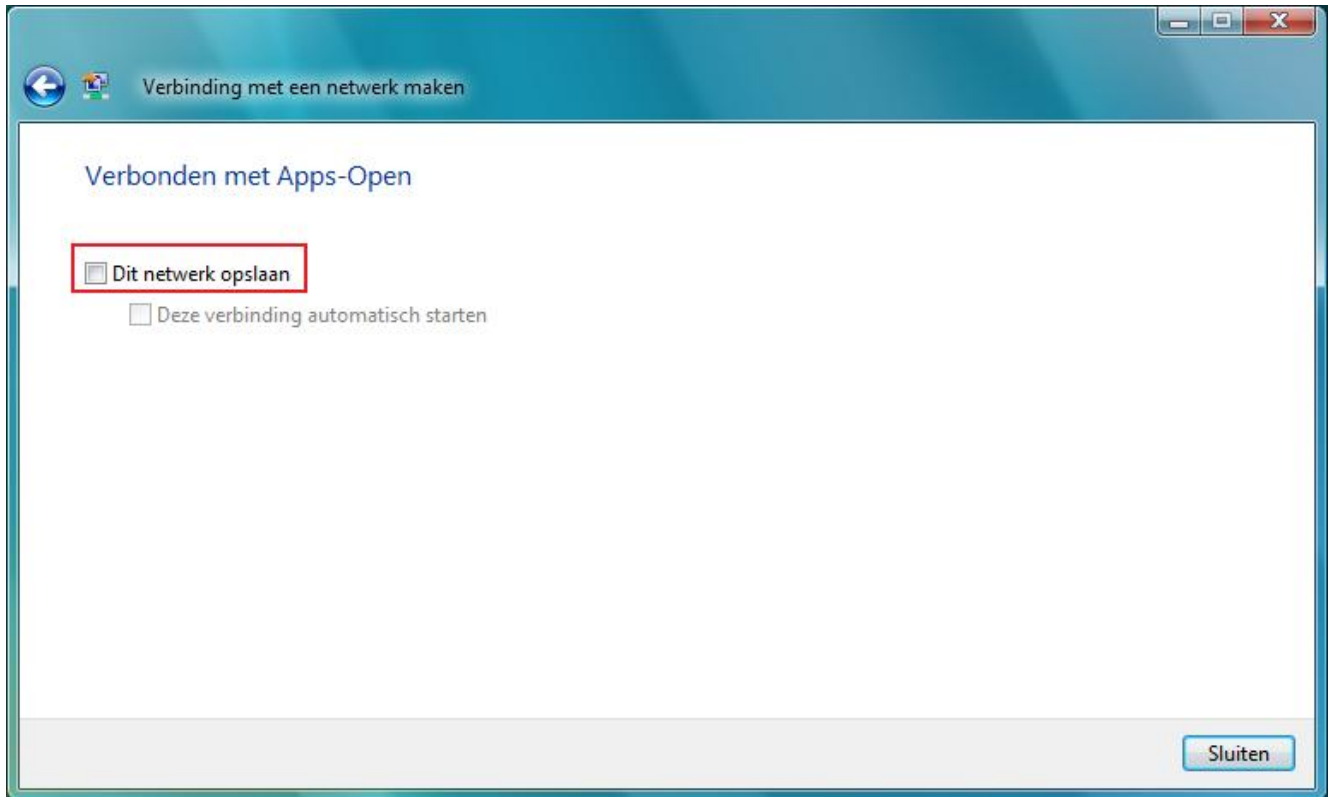 Verbinding met een netwerk maken
Verbonden met Apps-Open
Dit netwerk opslaan
Deze verbinding automatisch starten
Sluiten